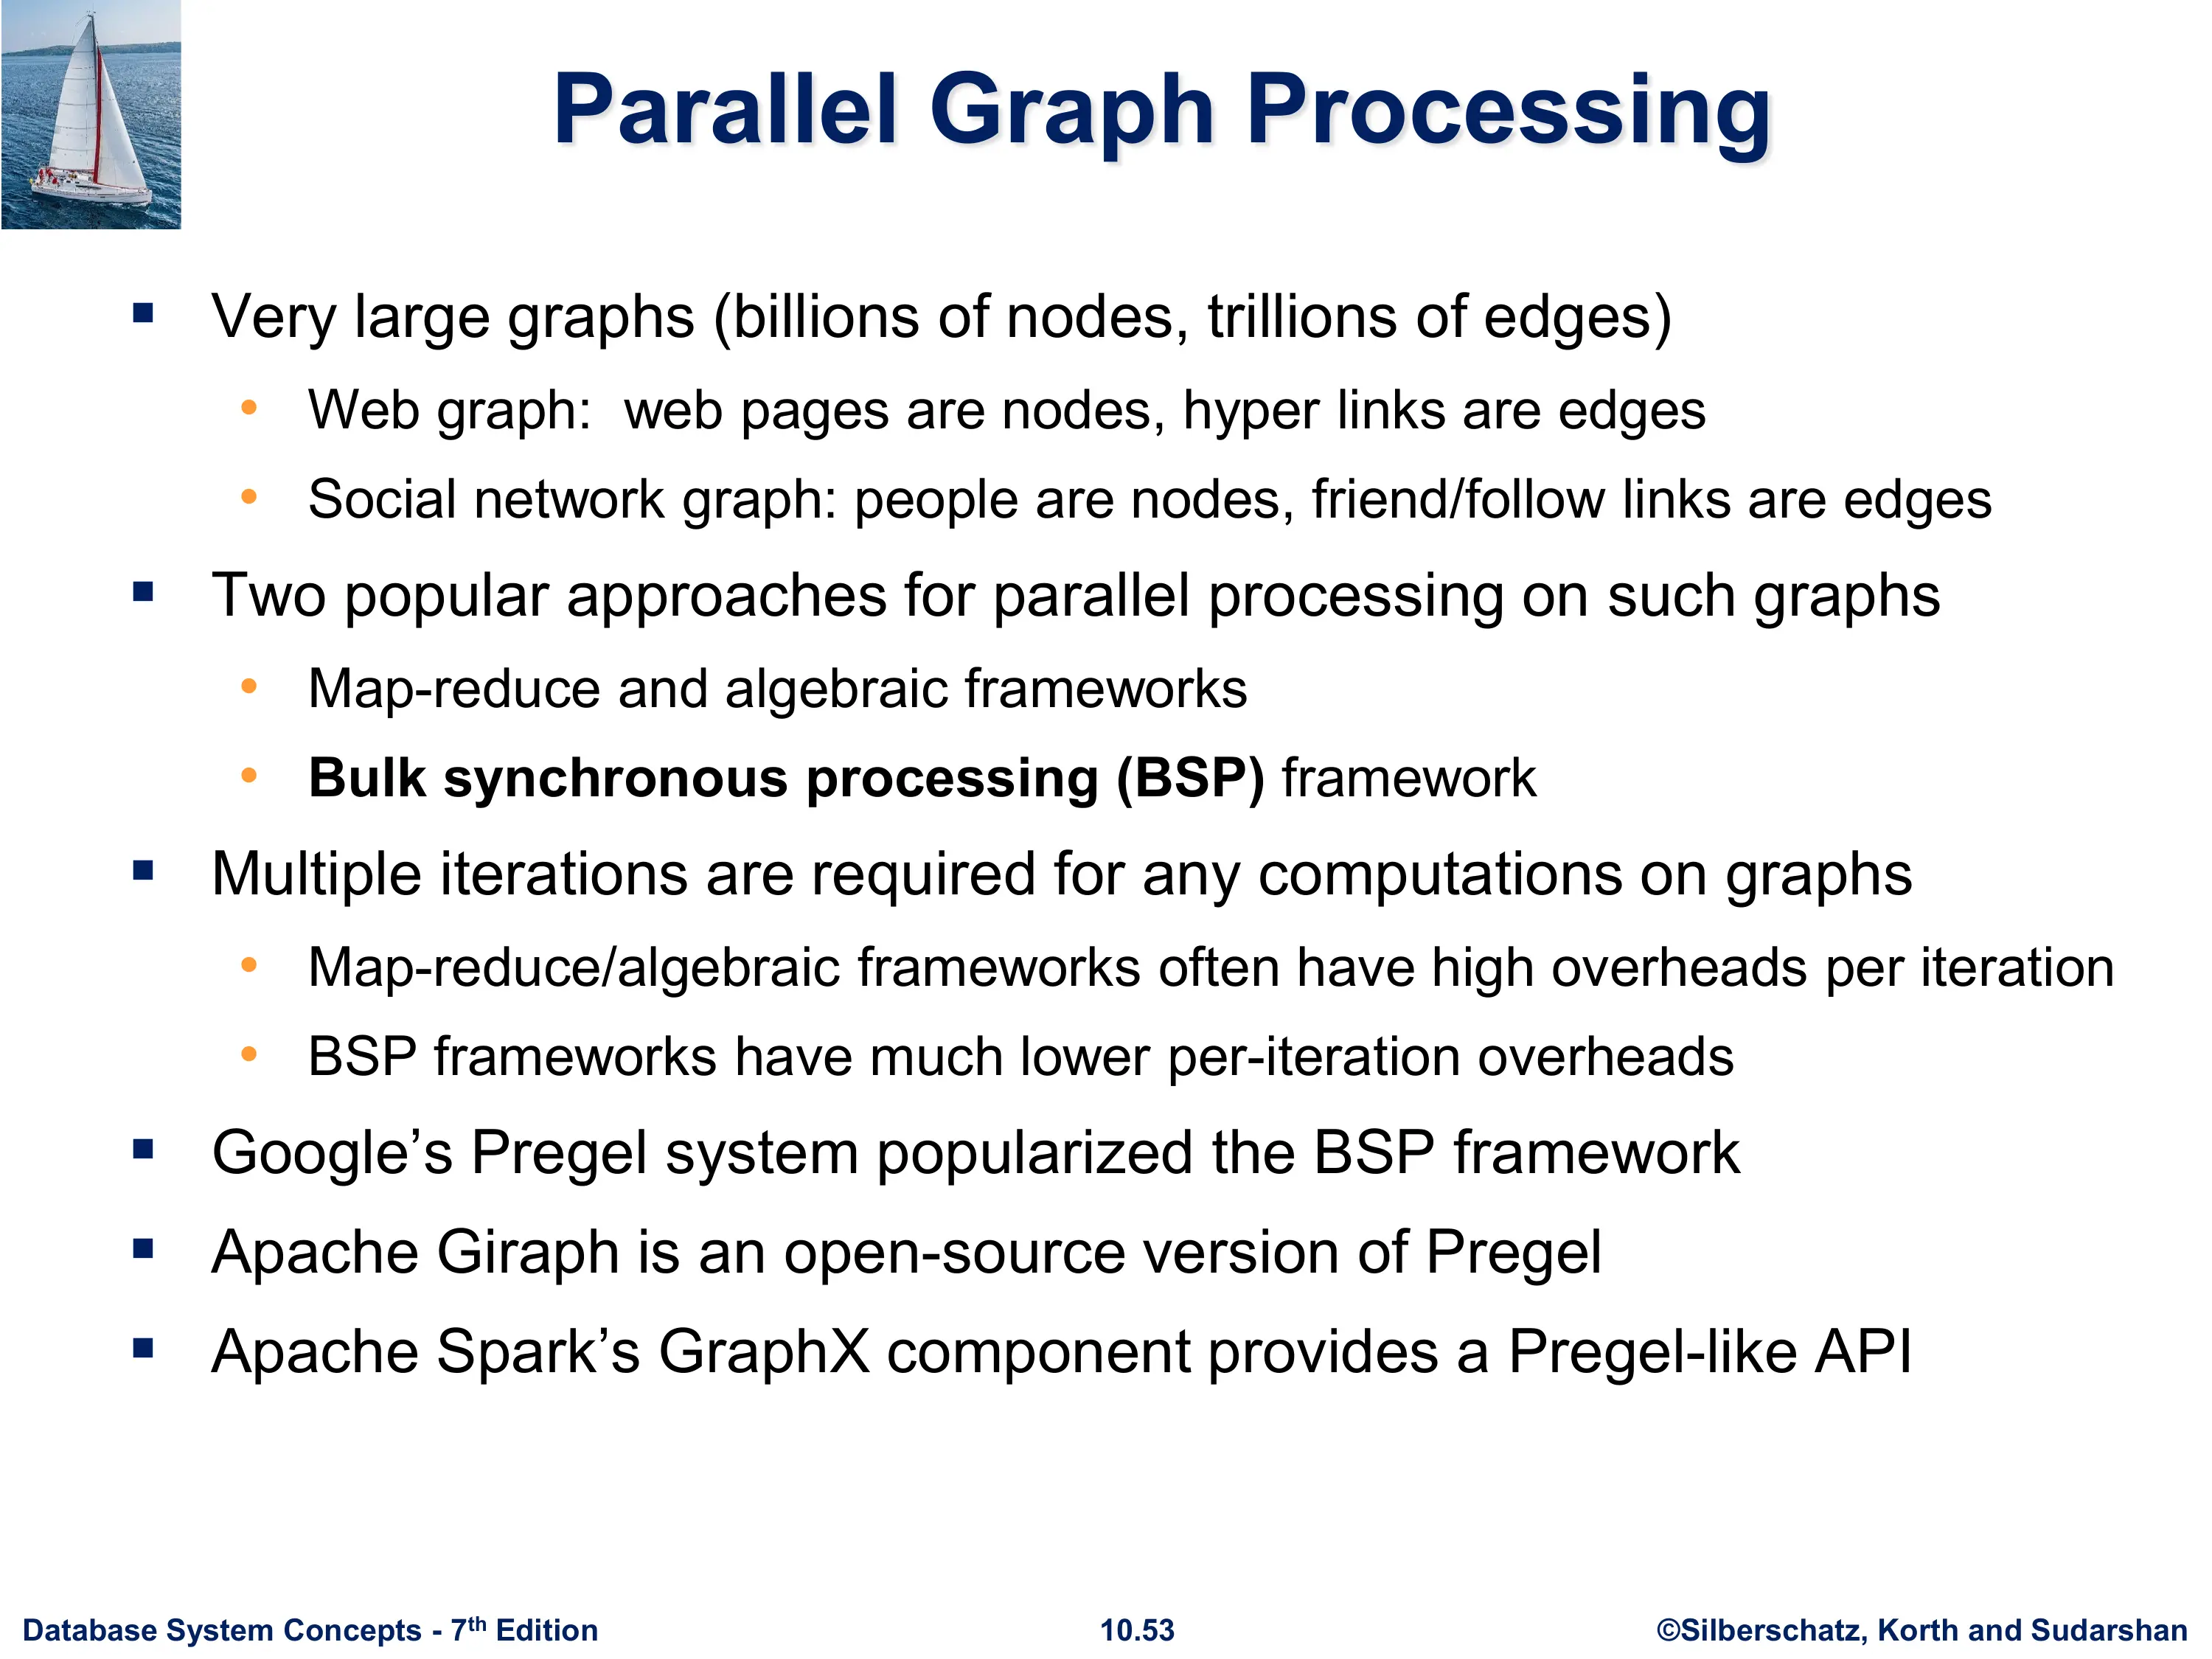 Parallel Graph Processing
▪ Very large graphs (billions of nodes, trillions of edges)
• Web graph:  web pages are nodes, hyper links are edges
• Social network graph: people are nodes, friend/follow links are edges
▪ Two popular approaches for parallel processing on such graphs
• Map-reduce and algebraic frameworks
• Bulk synchronous processing (BSP) framework
▪ Multiple iterations are required for any computations on graphs
• Map-reduce/algebraic frameworks often have high overheads per iteration
• BSP frameworks have much lower per-iteration overheads
▪ Google’s Pregel system popularized the BSP framework
▪ Apache Giraph is an open-source version of Pregel
▪ Apache Spark’s GraphX component provides a Pregel-like API
Database System Concepts - 7th Edition
10.53
©Silberschatz, Korth and Sudarshan